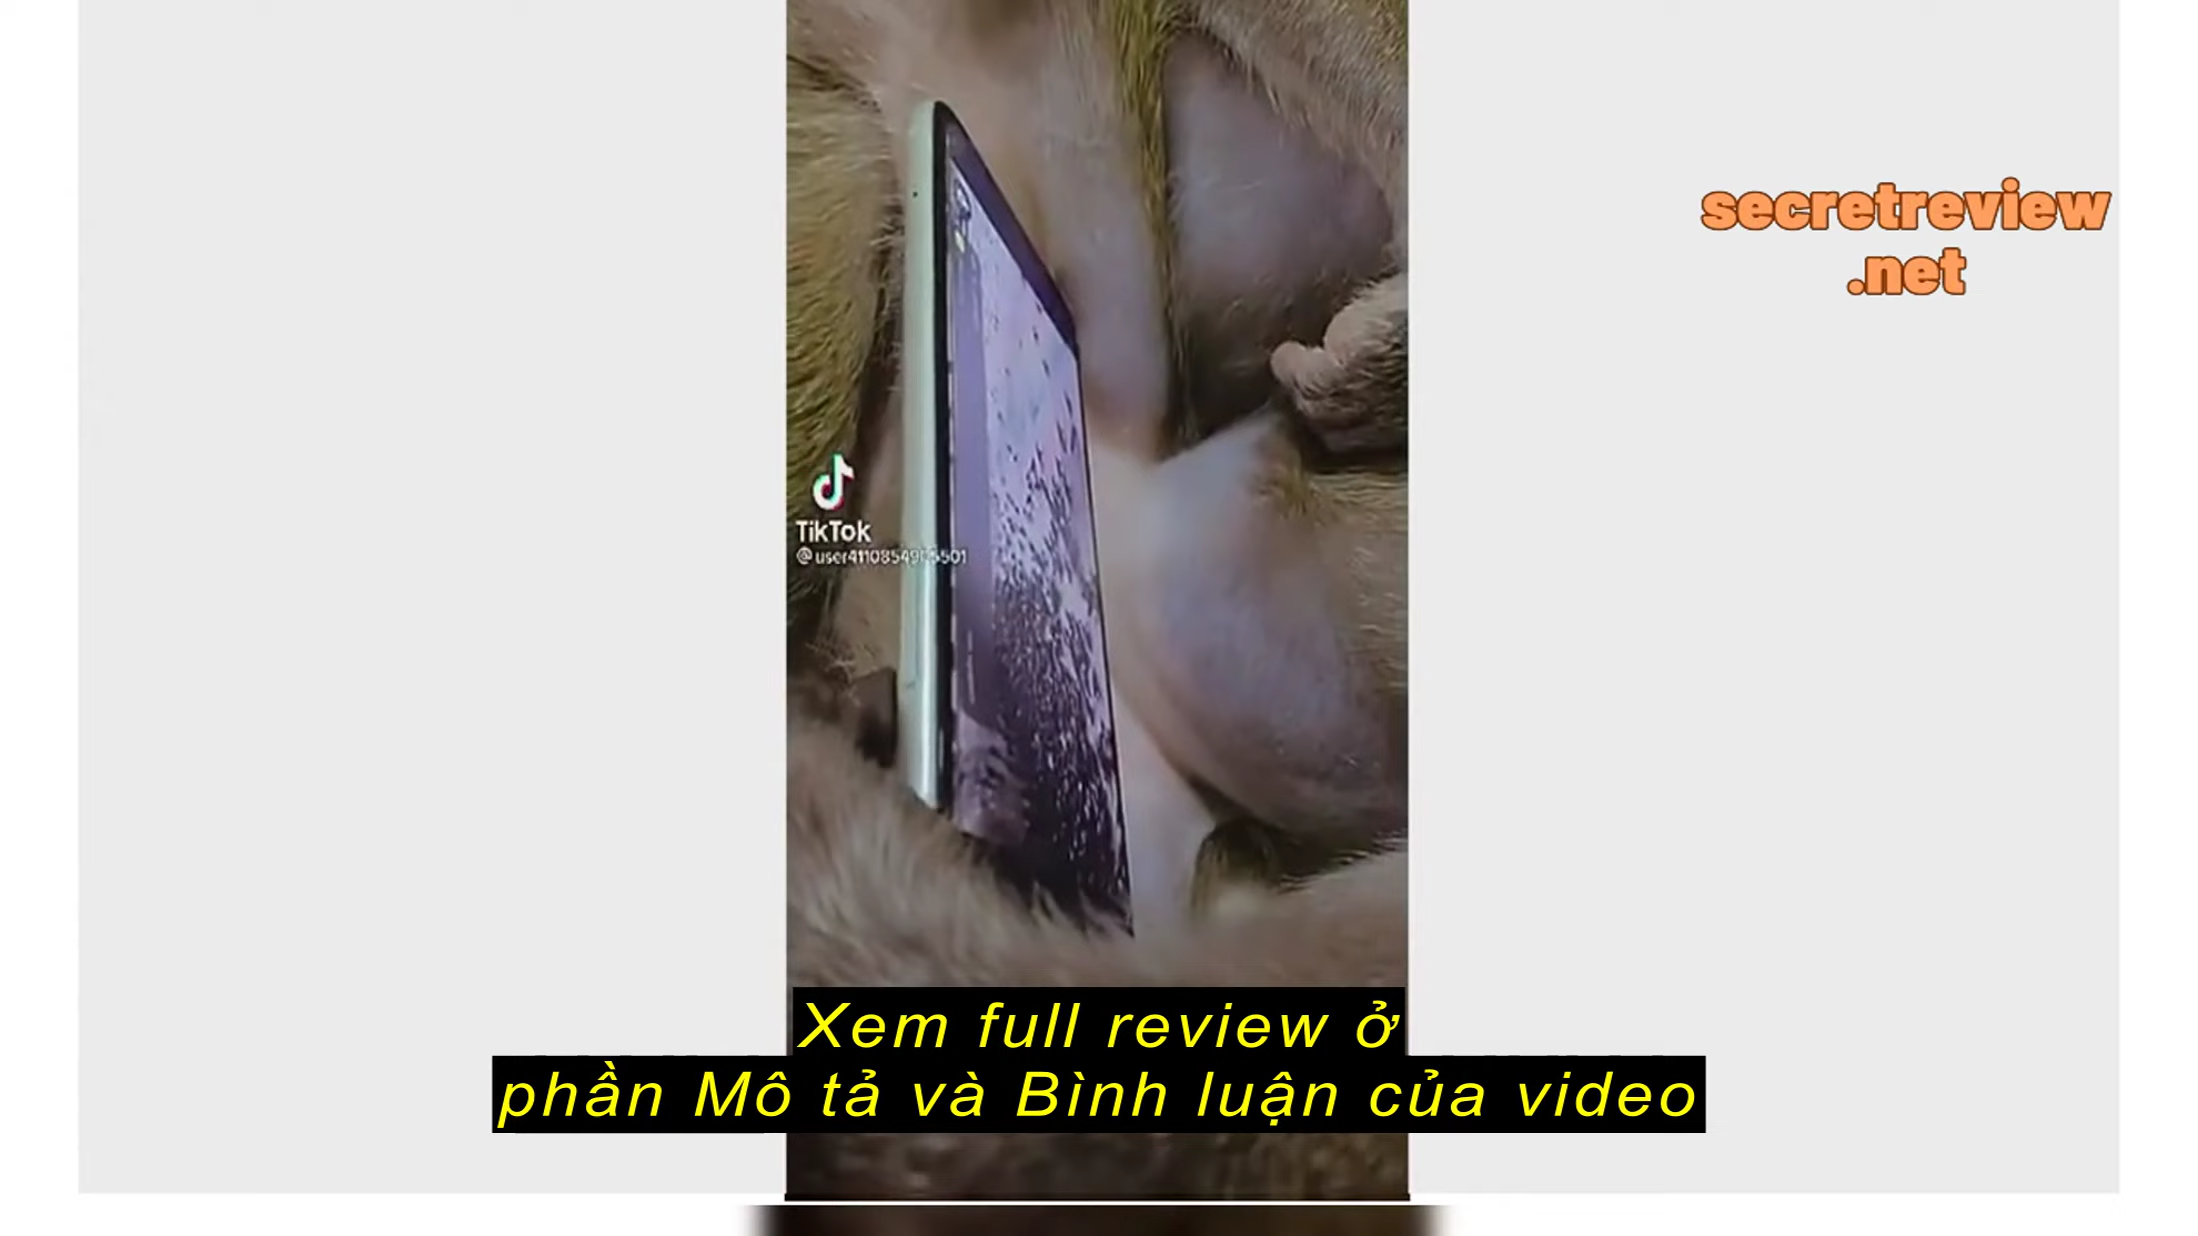 secretreview
.net
TikTok
Xem full review ở
phần Mô tả và Bình luận của video